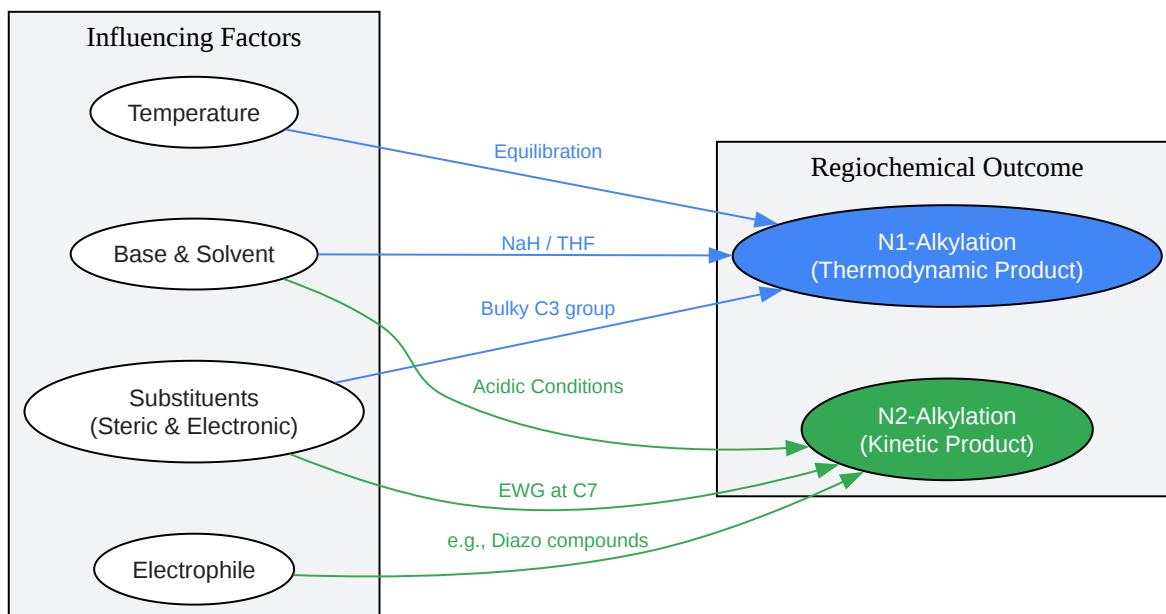 Influencing Factors
Temperature
Base & Solvent
Substituents
(Steric & Electronic)
Electrophile
Equilibration
NaH / THF
Bulky C3 group
Acidic Conditions
EWG at C7
e.g., Diazo compounds
Regiochemical Outcome
N1-Alkylation
(Thermodynamic Product)
N2-Alkylation
(Kinetic Product)